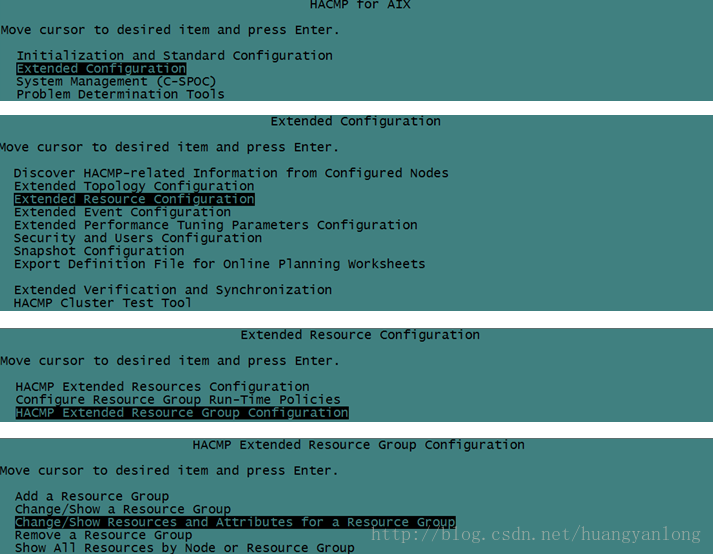 HACMP for AIX
Move cursor to desired item and press Enter.
Initialization and Standard Configuration
Extended Configuration
System Management (C-SPOC)
Problem Determination Tools
Extended Configuration
Move cursor to desired item and press Enter.
Discover HACMP-related Information from Configured Nodes
Extended Topology Configuration
Extended Resource Configuration
Extended Event Configuration
Extended Performance Tuning Parameters Configuration
Security and Users Configuration
Snapshot Configuration
Export Definition File for Online Planning Worksheets
Extended Verification and Synchronization
HACMP Cluster Test Tool
Extended Resource Configuration
Move cursor to desired item and press Enter.
HACMP Extended Resources Configuration
Configure Resource Group Run-Time Policies
HACMP Extended Resource Group Configuration
HACMP Extended Resource Group Configuration
Move cursor to desired item and press Enter.
Add a Resource Group
Change/Show a Resource Group
Change/Show Resources and Attributes for a Resource Group
Remove a Resource Group
Show All Resources by Node or Resource Group
http://blog.csdn.net/huangyanlong